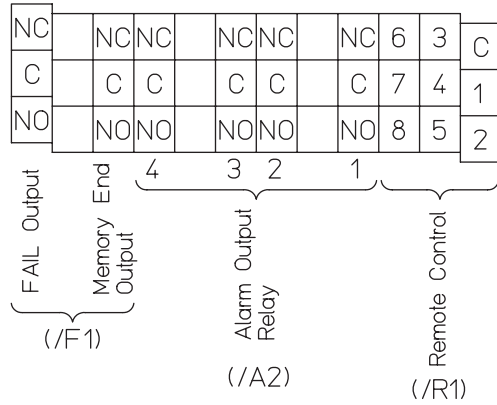 NC NC NC NC NC NC 6 3 C
C C C C C C 7 4 1
NO NO NO NO NO NO 8 5 2
4 3 2 1
FAIL Output
Memory End
Output
Alarm Output
Relay
Remote Control
(/F1)
(/A2)
(/R1)